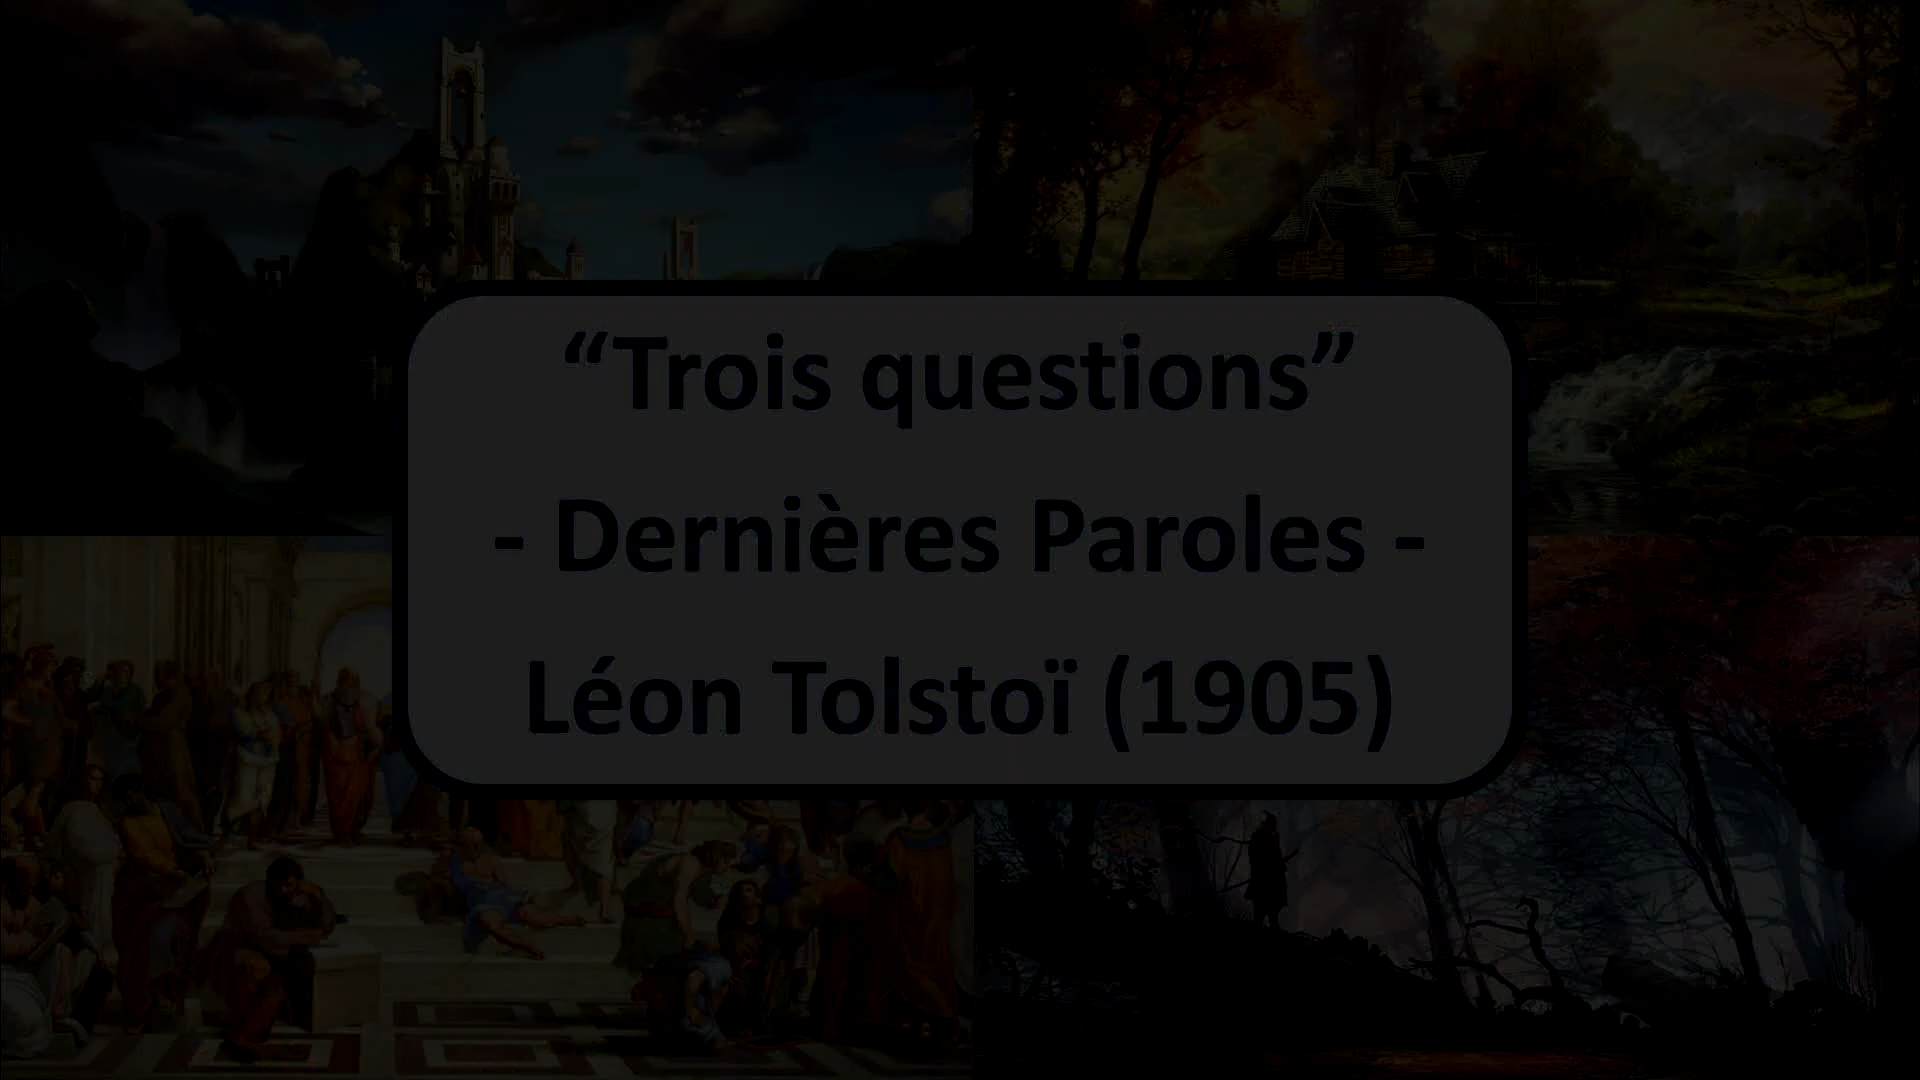 “Trois questions”
- Dernières Paroles -
Léon Tolstoï (1905)